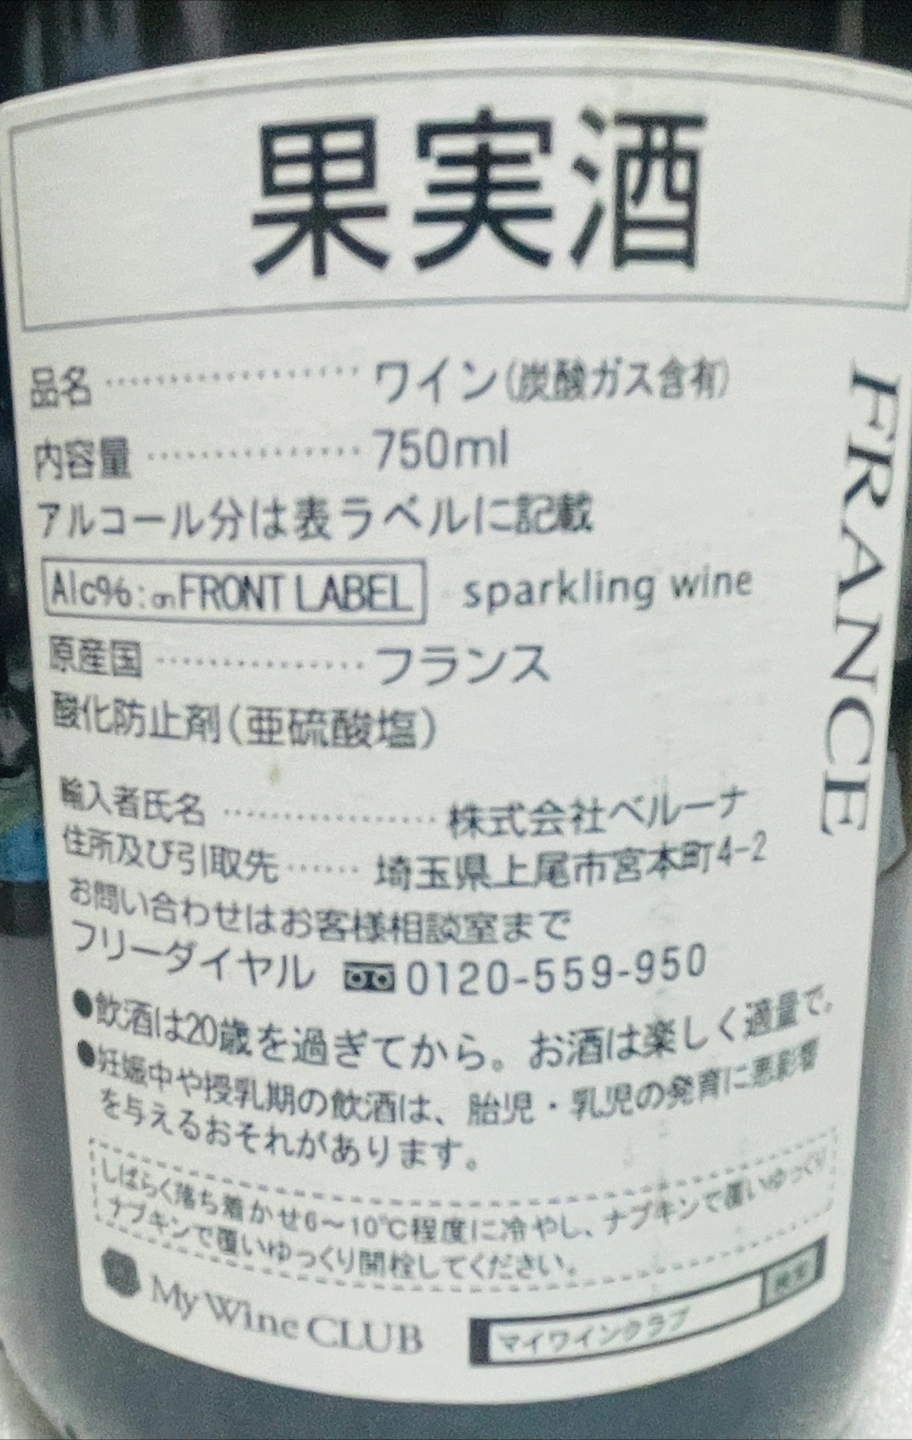 果実酒
品名 ・・・・・・・・・・・・・・・・・・ ワイン(炭酸ガス含有)
内容量 ・・・・・・・・・・・・・・・ 750ml
アルコール分は表ラベルに記載
Alc%:on FRONT LABEL sparkling wine
原産国 ・・・・・・・・・・・・・・・ フランス
酸化防止剤(亜硫酸塩)
FRANCE
輸入者氏名 ・・・・・・・・・・・・・・・ 株式会社ベルーナ
住所及び引取先 ・・・・・・ 埼玉県上尾市宮本町4-2
お問い合わせはお客様相談室まで
フリーダイヤル 0120-559-950
●飲酒は20歳を過ぎてから。お酒は楽しく適量で。
●妊娠中や授乳期の飲酒は、胎児・乳児の発育に悪影響
を与えるおそれがあります。
しばらく落ち着かせ6〜10℃程度に冷やし、ナプキンで覆いゆっくり
ナプキンで覆いゆっくり開栓してください。
My Wine CLUB
マイワインクラブ 検索